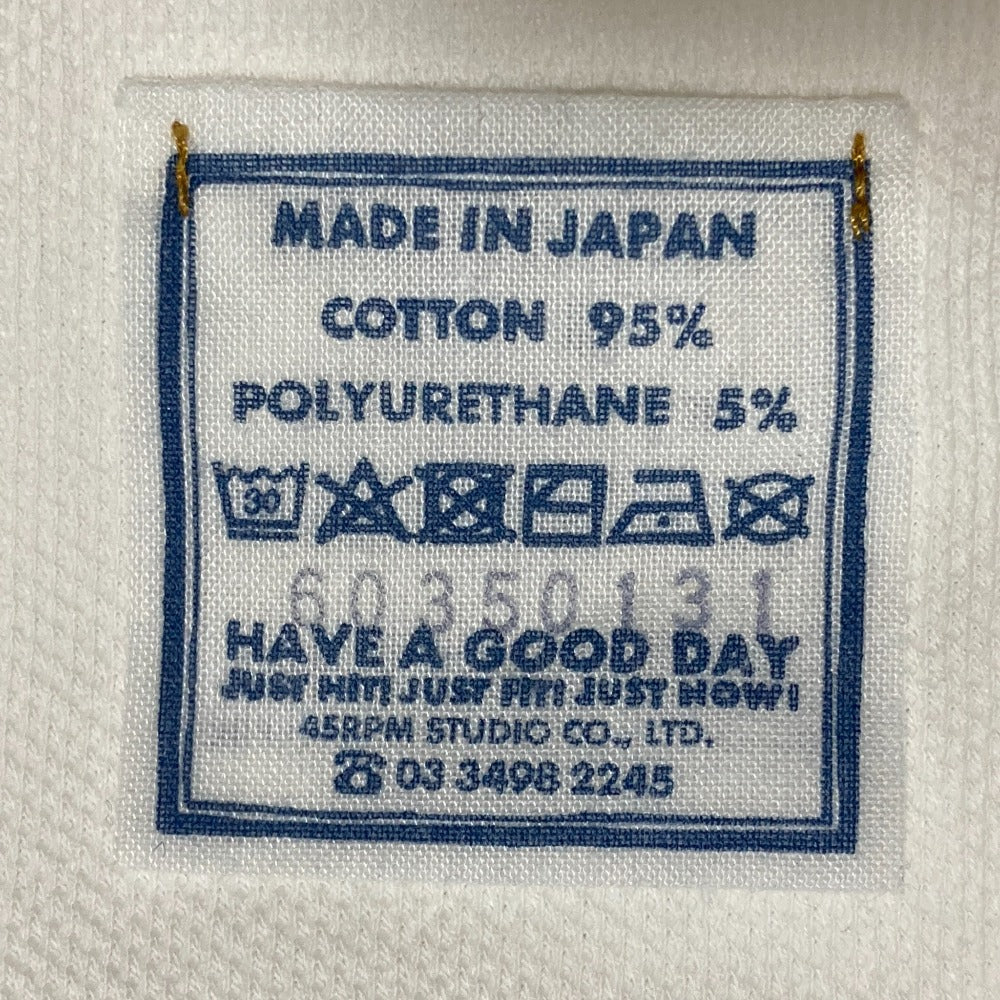 MADE IN JAPAN
COTTON 95%
POLYURETHANE 5%
30
60350131
HAVE A GOOD DAY
JUST HIT! JUST FIT! JUST NOW!
45RPM STUDIO CO., LTD.
☎ 03 3498 2245